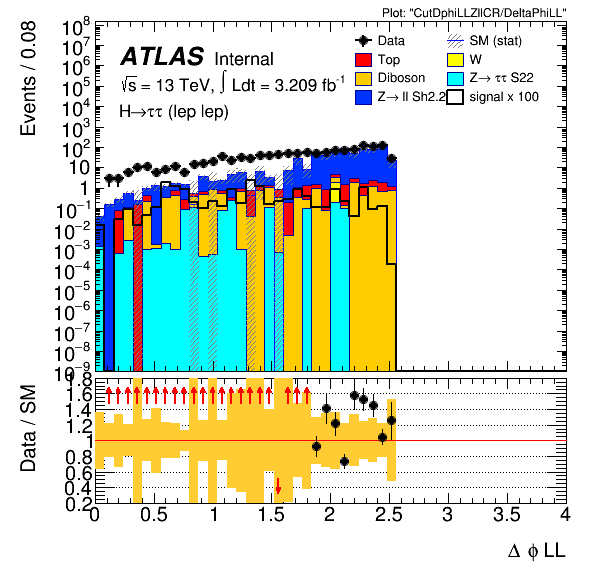 Plot: "CutDphiLLZllCR/DeltaPhiLL"
Events / 0.08
10⁸
10⁷
10⁶
10⁵
10⁴
10³
10²
10
1
10⁻¹
10⁻²
10⁻³
10⁻⁴
10⁻⁵
10⁻⁶
10⁻⁷
10⁻⁸
10⁻⁹
ATLAS Internal
√s = 13 TeV, ∫ Ldt = 3.209 fb⁻¹
H→ττ (lep lep)
Data SM (stat)
Top W
Diboson Z→ ττ S22
Z→ ll Sh2.2 signal x 100
Data / SM
1.8
1.6
1.4
1.2
1
0.8
0.6
0.4
0.2
0 0.5 1 1.5 2 2.5 3 3.5 4
Δ ϕ LL